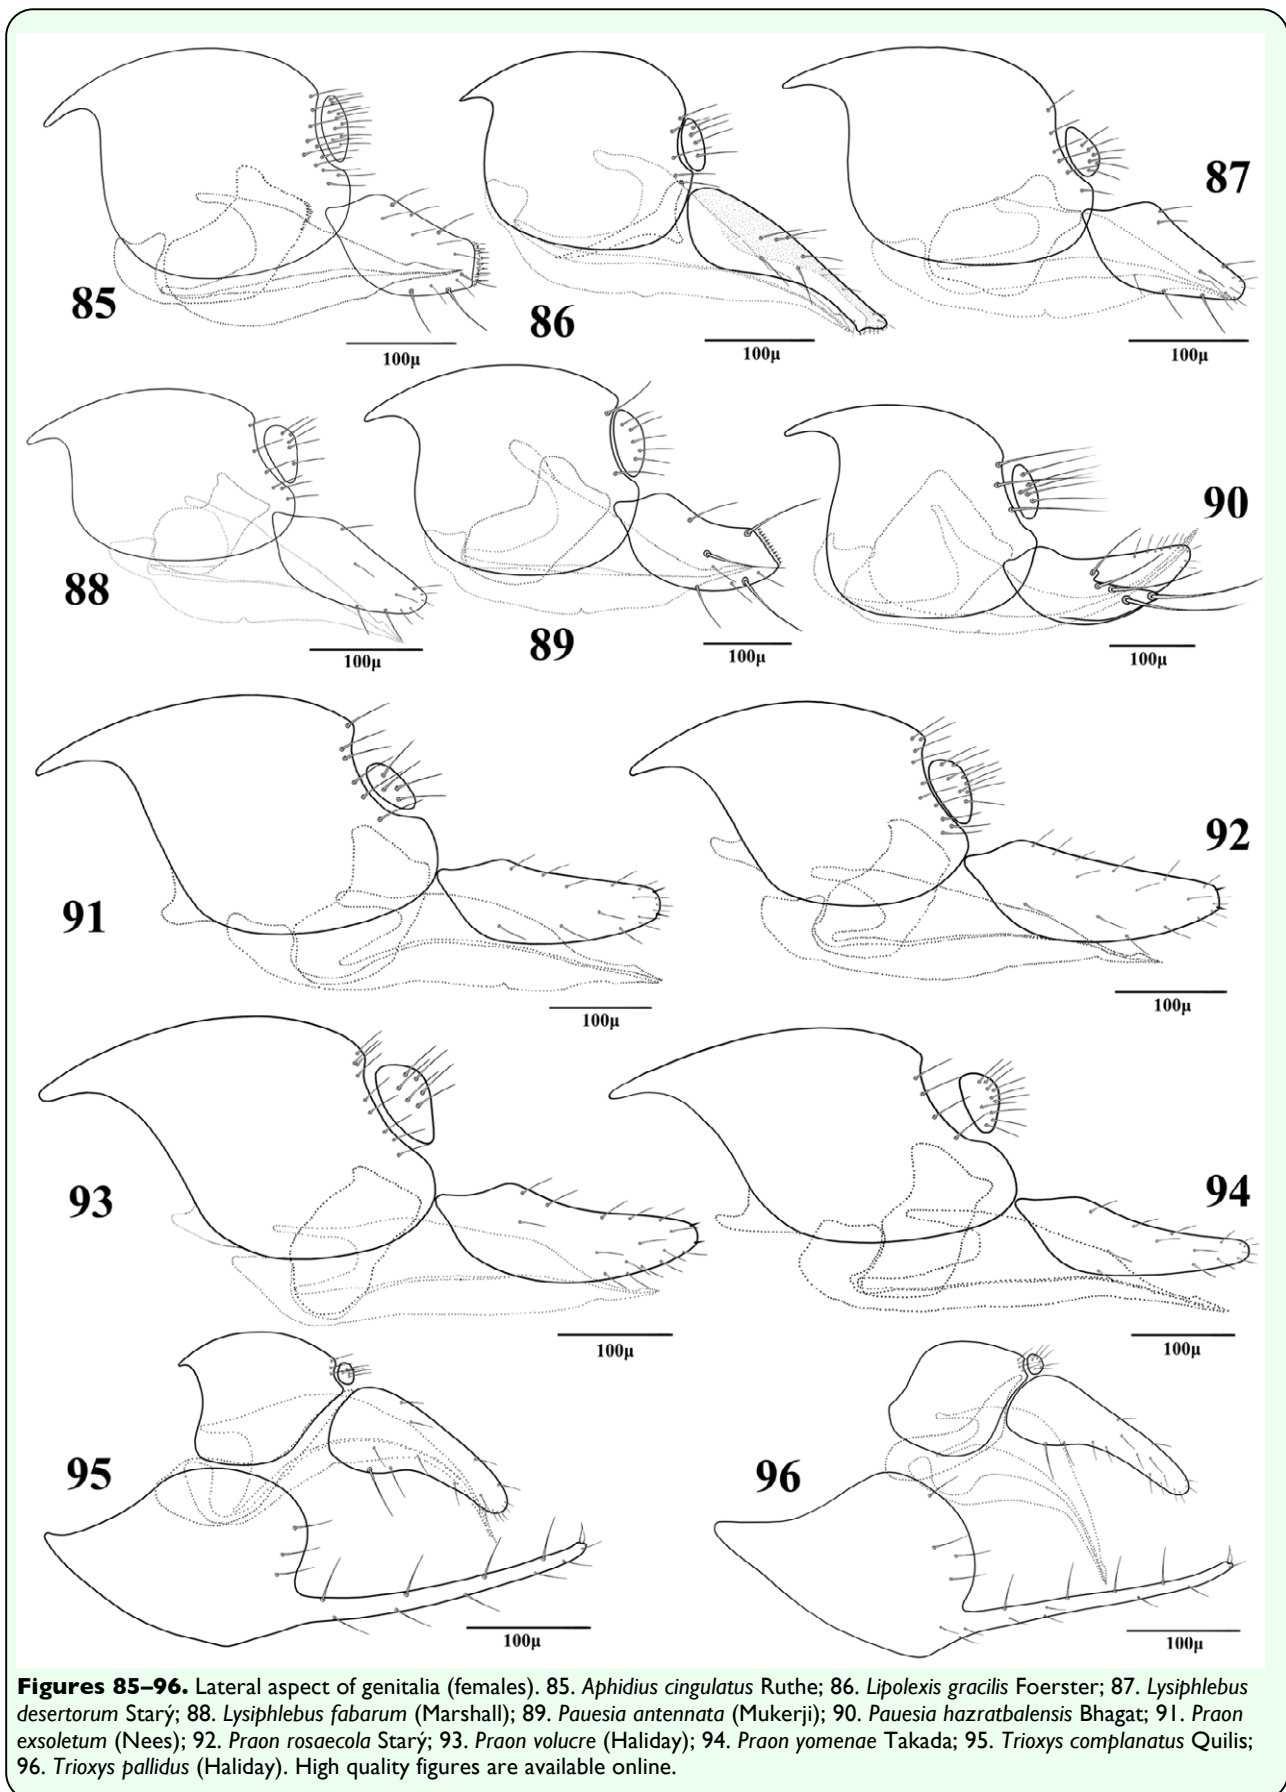 85
100μ
86
100μ
87
100μ
88
100μ
89
100μ
90
100μ
91
100μ
92
100μ
93
100μ
94
100μ
95
100μ
96
100μ
Figures 85–96. Lateral aspect of genitalia (females). 85. Aphidius cingulatus Ruthe; 86. Lipolexis gracilis Foerster; 87. Lysiphlebus
desertorum Starý; 88. Lysiphlebus fabarum (Marshall); 89. Pauesia antennata (Mukerji); 90. Pauesia hazratbalensis Bhagat; 91. Praon
exsoletum (Nees); 92. Praon rosaecola Starý; 93. Praon volucre (Haliday); 94. Praon yomenae Takada; 95. Trioxys complanatus Quilis;
96. Trioxys pallidus (Haliday). High quality figures are available online.